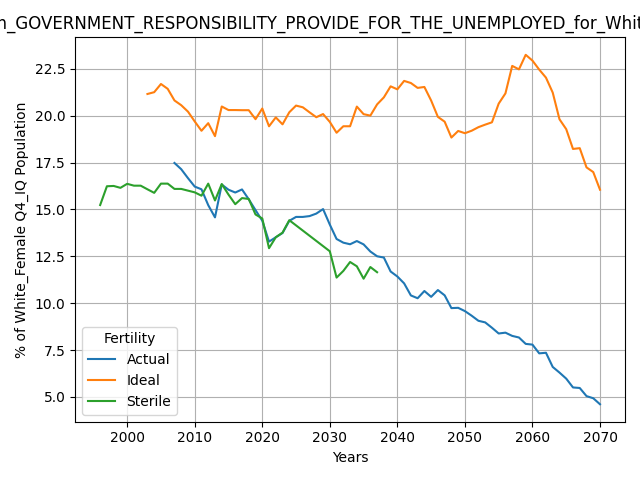 n_GOVERNMENT_RESPONSIBILITY_PROVIDE_FOR_THE_UNEMPLOYED_for_Whit
% of White_Female Q4_IQ Population
22.5
20.0
17.5
15.0
12.5
10.0
7.5
5.0
Fertility
Actual
Ideal
Sterile
2000 2010 2020 2030 2040 2050 2060 2070
Years